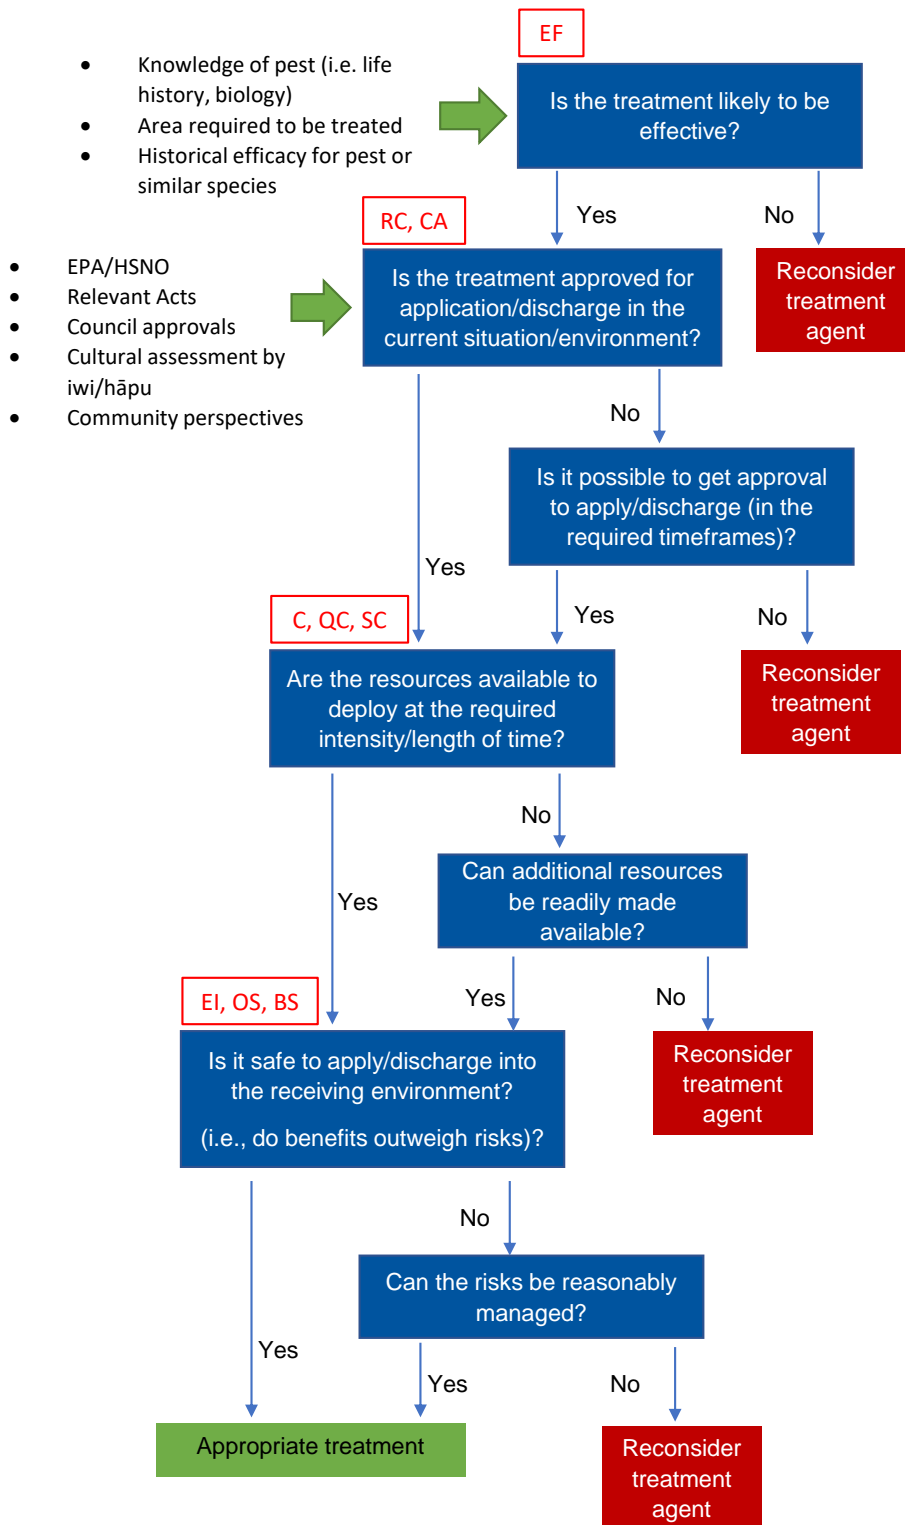 EF
• Knowledge of pest (i.e. life
history, biology)
• Area required to be treated
• Historical efficacy for pest or
similar species
Is the treatment likely to be
effective?
Yes
No
RC, CA
• EPA/HSNO
• Relevant Acts
• Council approvals
• Cultural assessment by
iwi/hāpu
• Community perspectives
Is the treatment approved for
application/discharge in the
current situation/environment?
Reconsider
treatment
agent
No
Is it possible to get approval
to apply/discharge (in the
required timeframes)?
Yes
Yes
No
C, QC, SC
Are the resources available to
deploy at the required
intensity/length of time?
Reconsider
treatment
agent
No
Can additional resources
be readily made
available?
Yes
Yes
No
EI, OS, BS
Is it safe to apply/discharge into
the receiving environment?
(i.e., do benefits outweigh risks)?
Reconsider
treatment
agent
No
Can the risks be reasonably
managed?
Yes
Yes
No
Appropriate treatment
Reconsider
treatment
agent